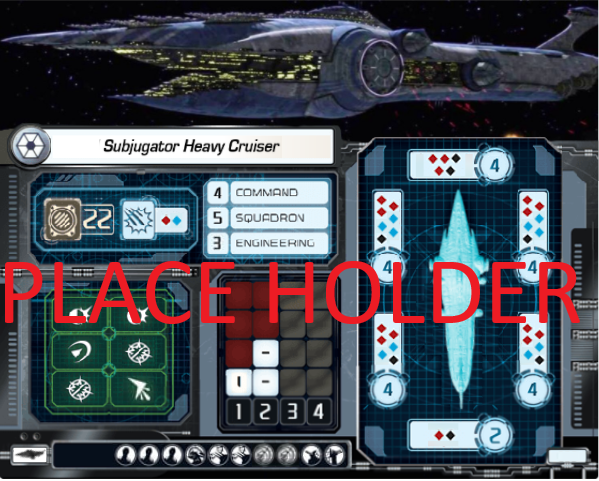 Subjugator Heavy Cruiser
4
4 COMMAND
22
5 SQUADRON
3 ENGINEERING
4 4
PLACE HOLDER
-
I -
1 2 3 4
4 4
2